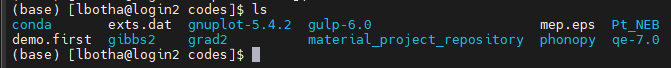 (base) [lbotha@login2 codes]$ ls
conda exts.dat gnuplot-5.4.2 gulp-6.0 mep.eps Pt_NEB
demo.first gibbs2 grad2 material_project_repository phonopy qe-7.0
(base) [lbotha@login2 codes]$